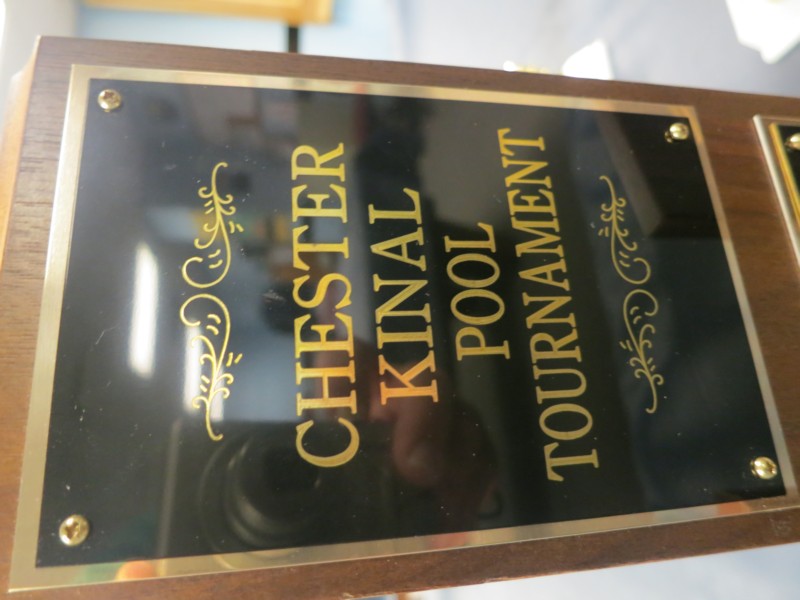 CHESTER
KINAL
POOL
TOURNAMENT